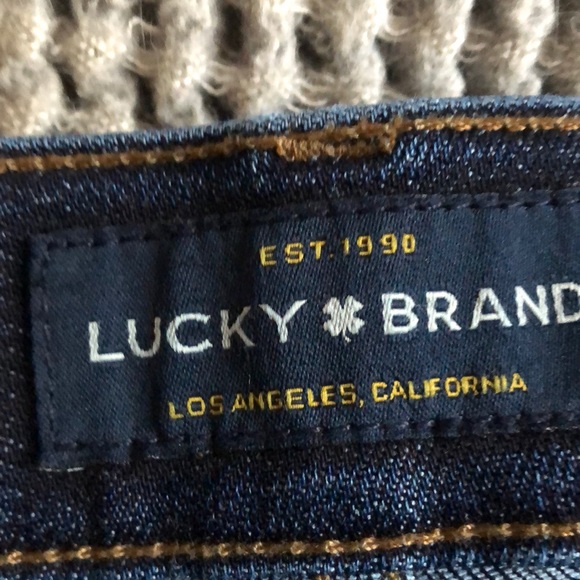 EST. 1990
LUCKY BRAND
LOS ANGELES, CALIFORNIA